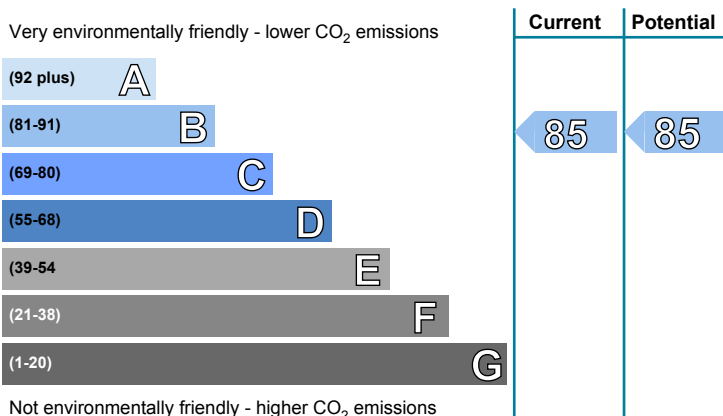 Very environmentally friendly - lower CO2 emissions
Current Potential
(92 plus) A
(81-91) B 85 85
(69-80) C
(55-68) D
(39-54 E
(21-38) F
(1-20) G
Not environmentally friendly - higher CO2 emissions